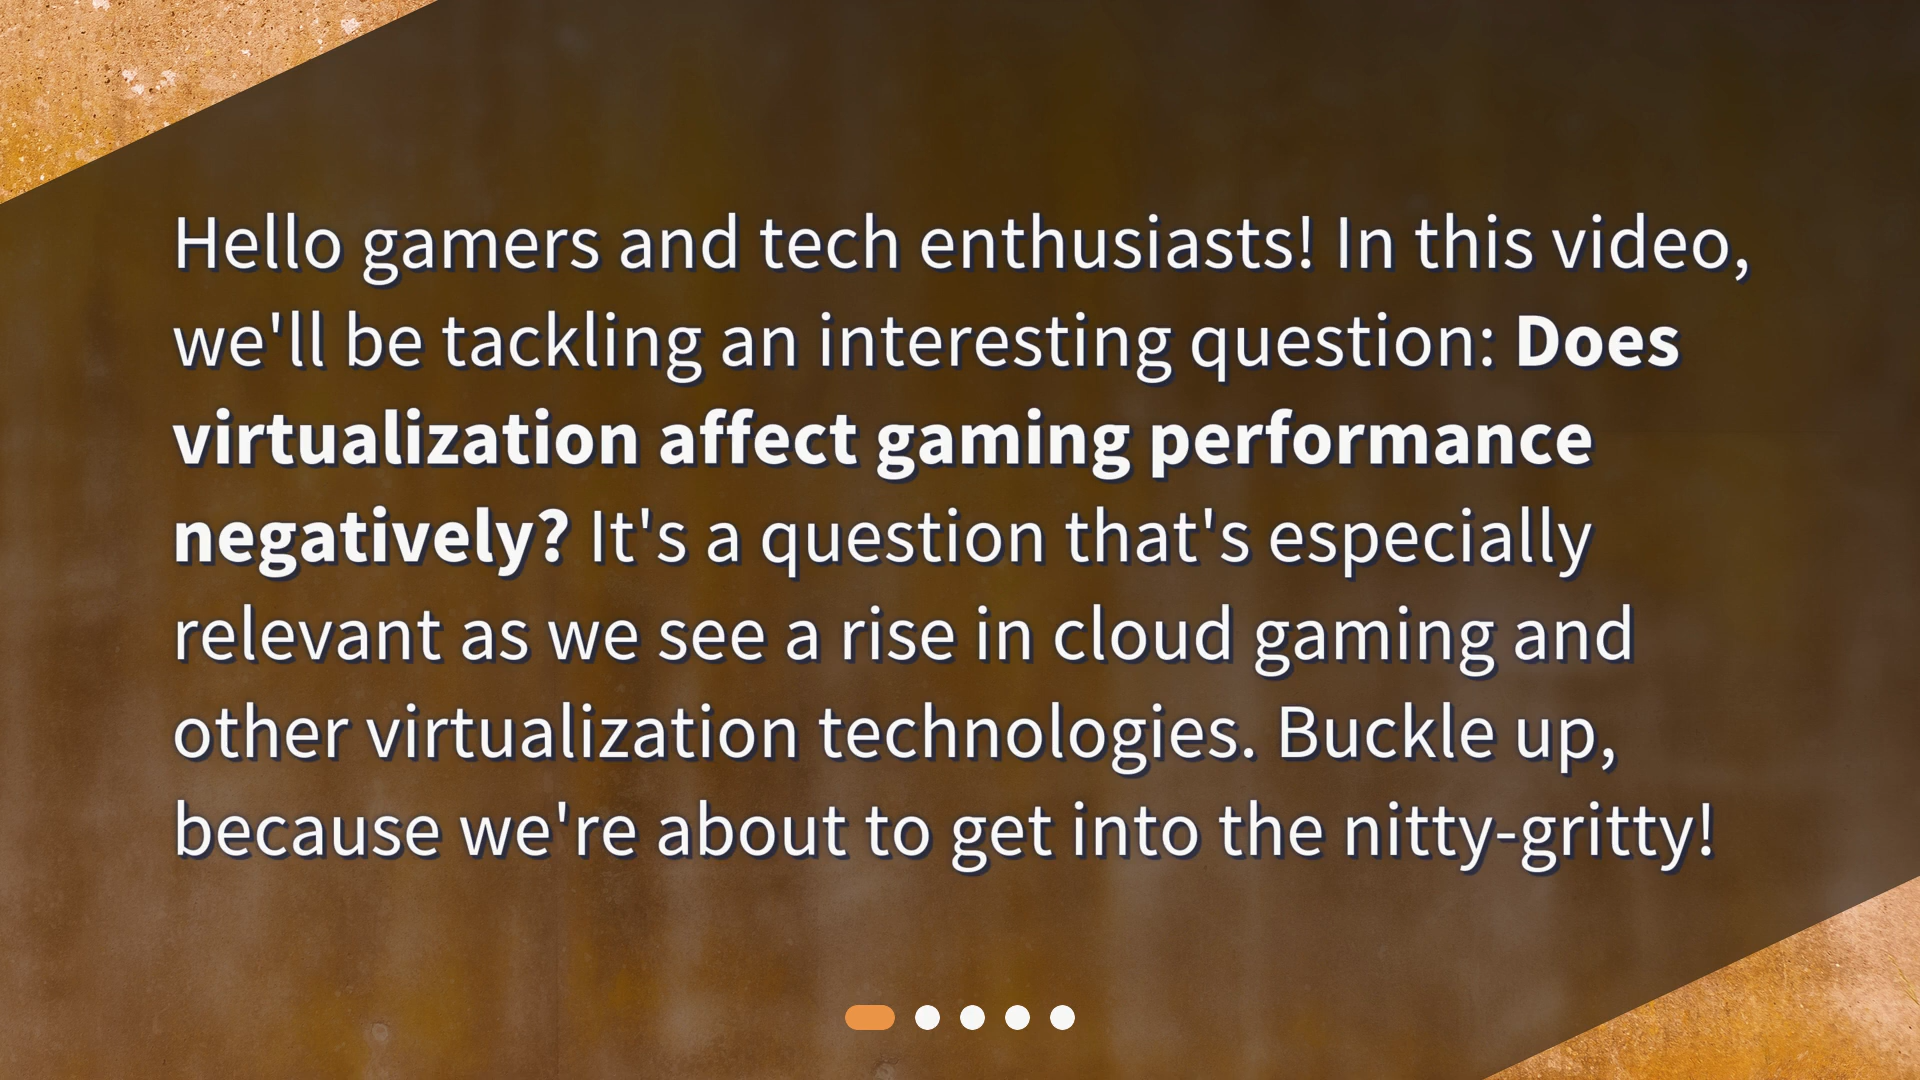 Hello gamers and tech enthusiasts! In this video,
we'll be tackling an interesting question: Does
virtualization affect gaming performance
negatively? It's a question that's especially
relevant as we see a rise in cloud gaming and
other virtualization technologies. Buckle up,
because we're about to get into the nitty-gritty!